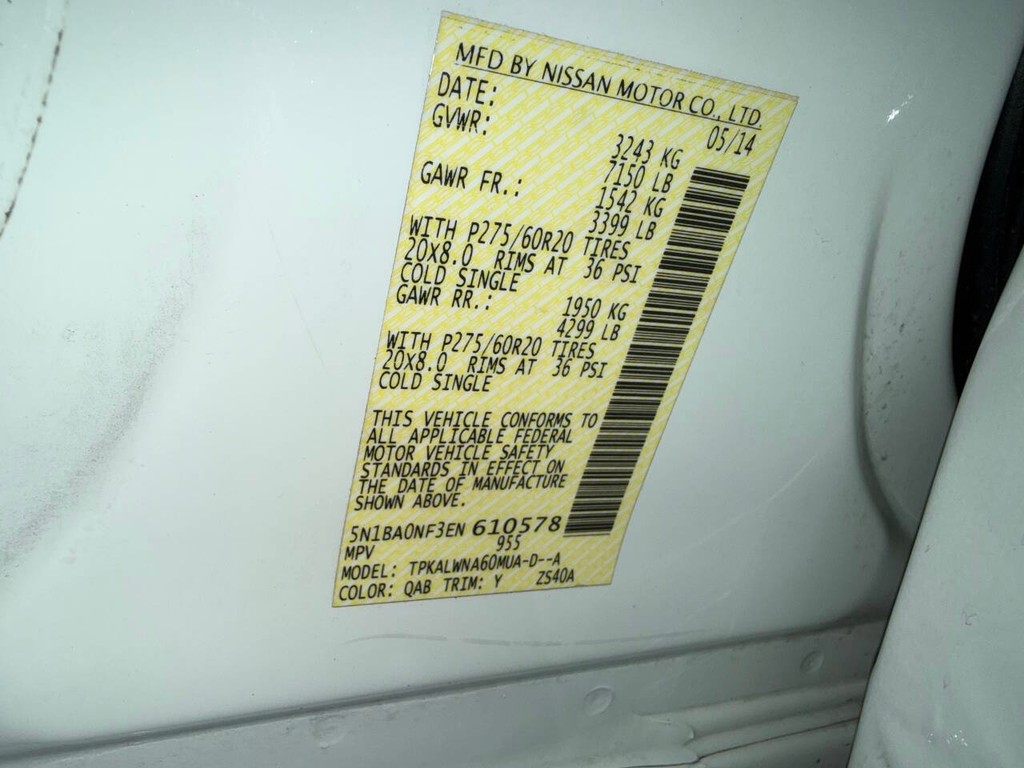 MFD BY NISSAN MOTOR CO., LTD.
DATE: 05/14
GVWR: 3243 KG
7150 LB
GAWR FR.: 1542 KG
3399 LB
WITH P275/60R20 TIRES
20X8.0 RIMS AT 36 PSI
COLD SINGLE
GAWR RR.: 1950 KG
4299 LB
WITH P275/60R20 TIRES
20X8.0 RIMS AT 36 PSI
COLD SINGLE
THIS VEHICLE CONFORMS TO
ALL APPLICABLE FEDERAL
MOTOR VEHICLE SAFETY
STANDARDS IN EFFECT ON
THE DATE OF MANUFACTURE
SHOWN ABOVE.
5N1BA0NF3EN 610578
MPV 955
MODEL: TPKALWNA60MUA-D--A
COLOR: QAB TRIM: Y ZS40A